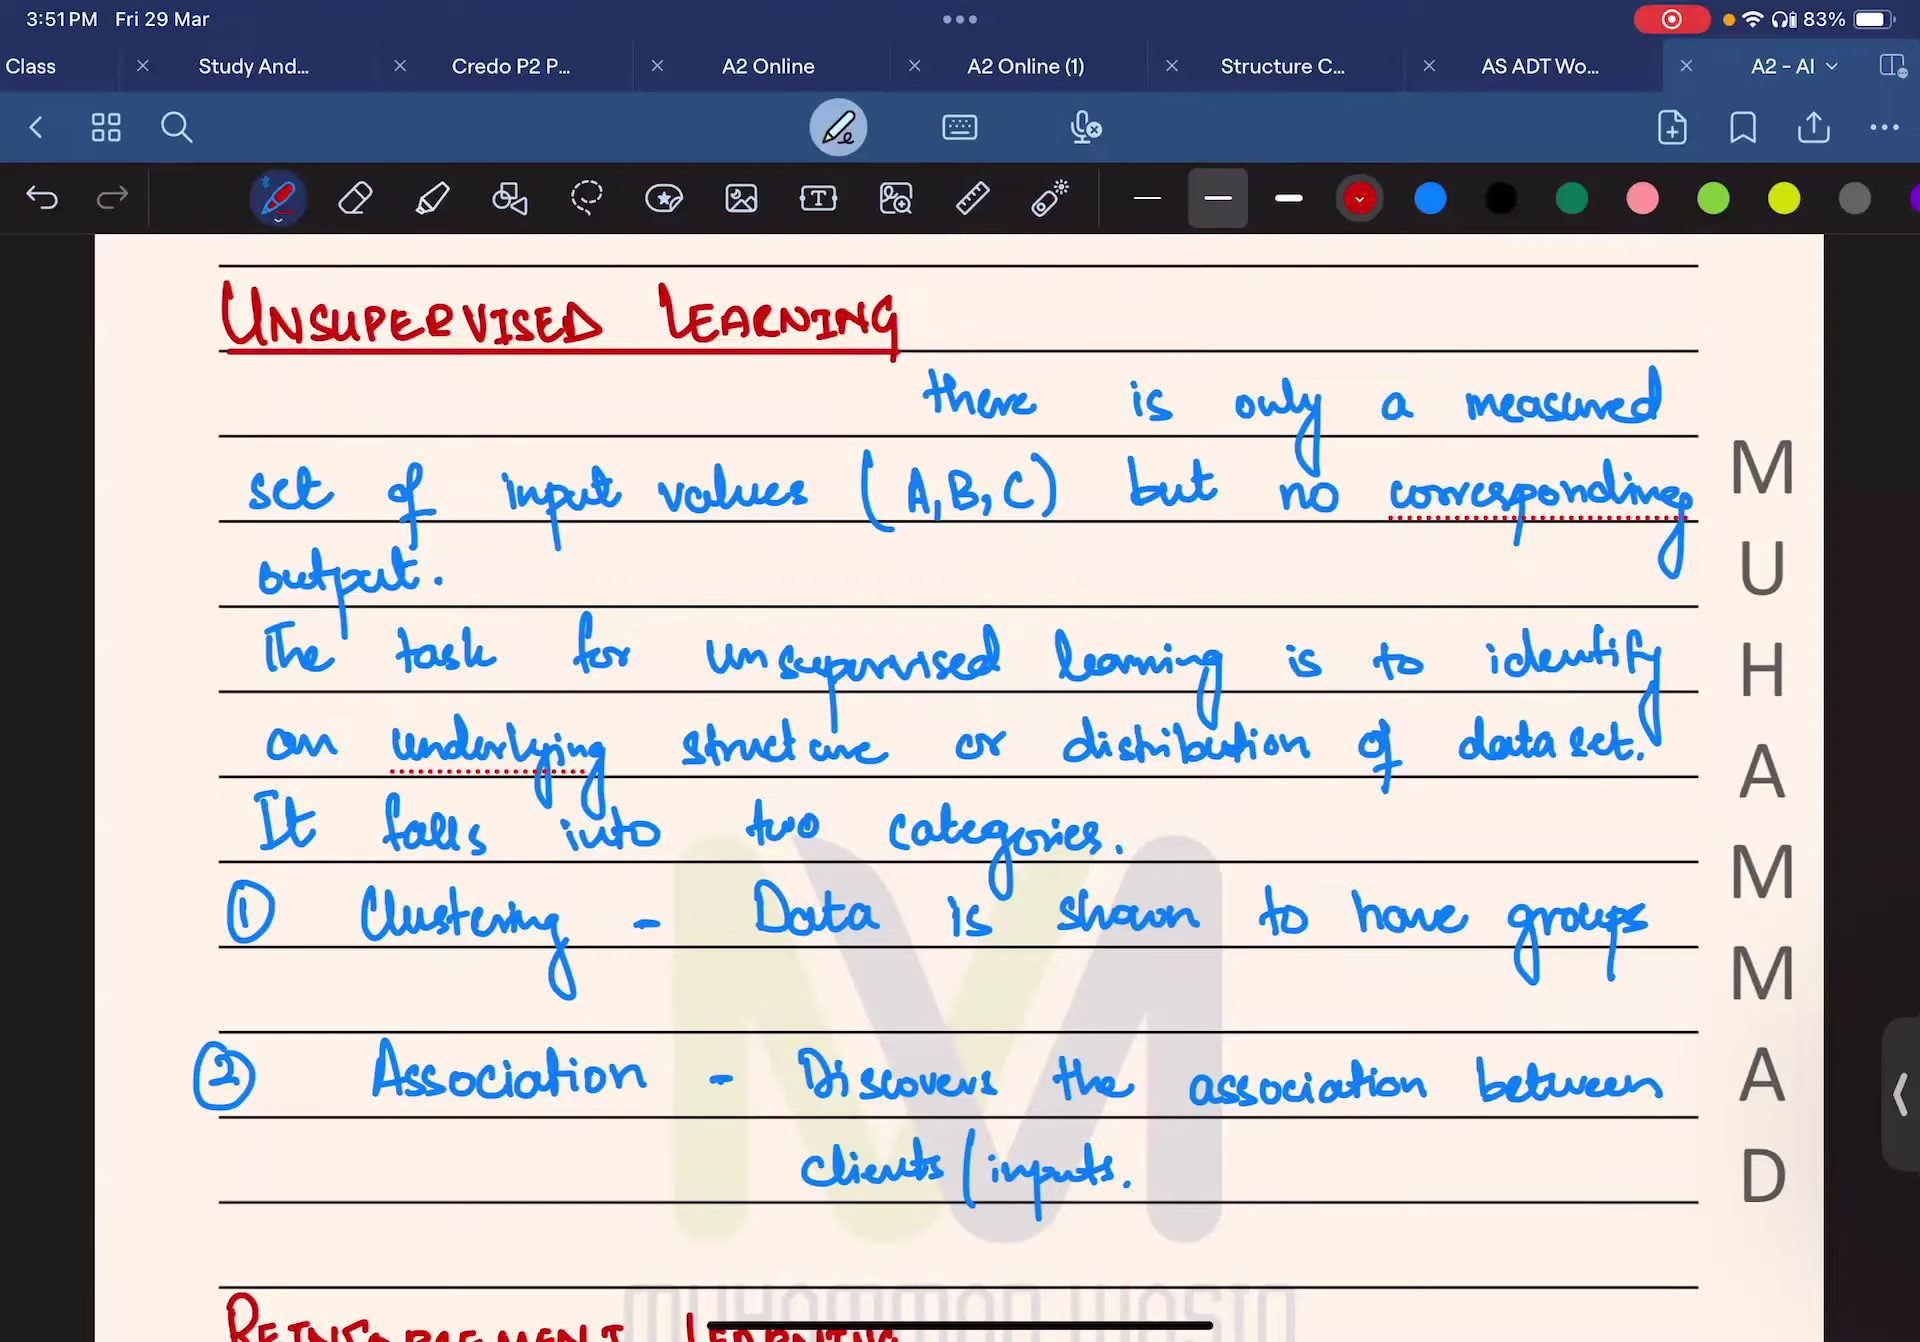 3:51 PM Fri 29 Mar
83%
Class
Study And...
Credo P2 P...
A2 Online
A2 Online (1)
Structure C...
AS ADT Wo...
A2 - AI
UNSUPERVISED LEARNING
there is only a measured
set of input values (A,B,C) but no corresponding
output.
The task for unsupervised learning is to identify
an underlying structure or distribution of data set.
It falls into two categories.
① Clustering - Data is shown to have groups
② Association - Discovers the association between
clients / inputs.
REINFORCEMENT LEARNING
MUHAMMAD